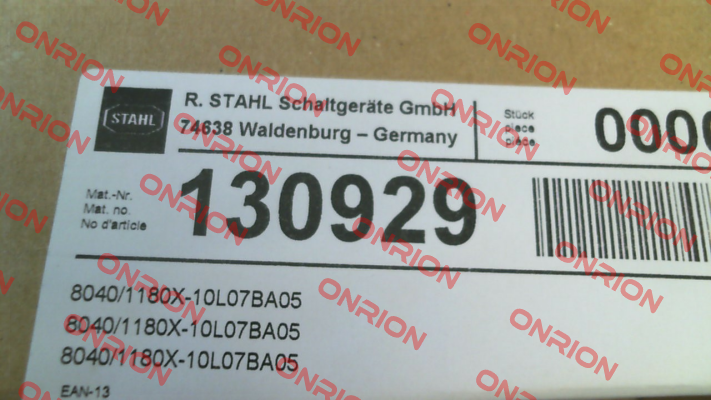 STAHL
R. STAHL Schaltgeräte GmbH
74638 Waldenburg – Germany
Stück
piece
pièce
Mat.-Nr.
Mat. no.
No d'article
130929
8040/1180X-10L07BA05
8040/1180X-10L07BA05
8040/1180X-10L07BA05
EAN-13
ONRION